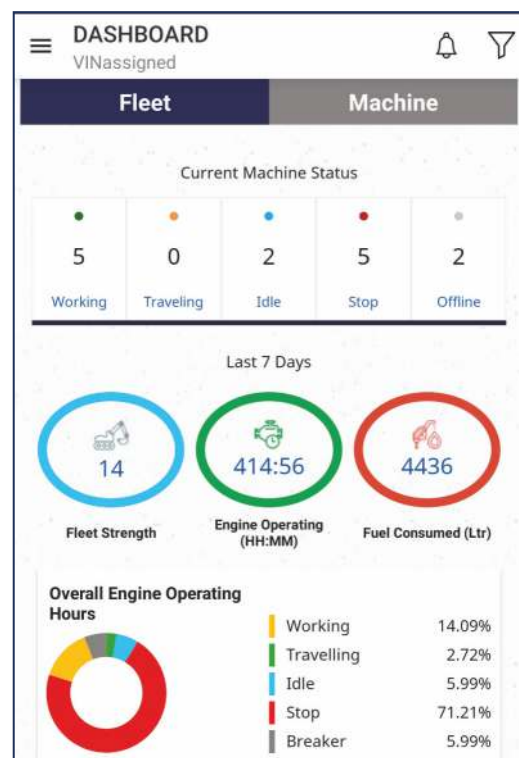 DASHBOARD
VINassigned
Fleet Machine
Current Machine Status
5 0 2 5 2
Working Traveling Idle Stop Offline
Last 7 Days
14 414:56 4436
Fleet Strength Engine Operating (HH:MM) Fuel Consumed (Ltr)
Overall Engine Operating
Hours
Working 14.09%
Travelling 2.72%
Idle 5.99%
Stop 71.21%
Breaker 5.99%